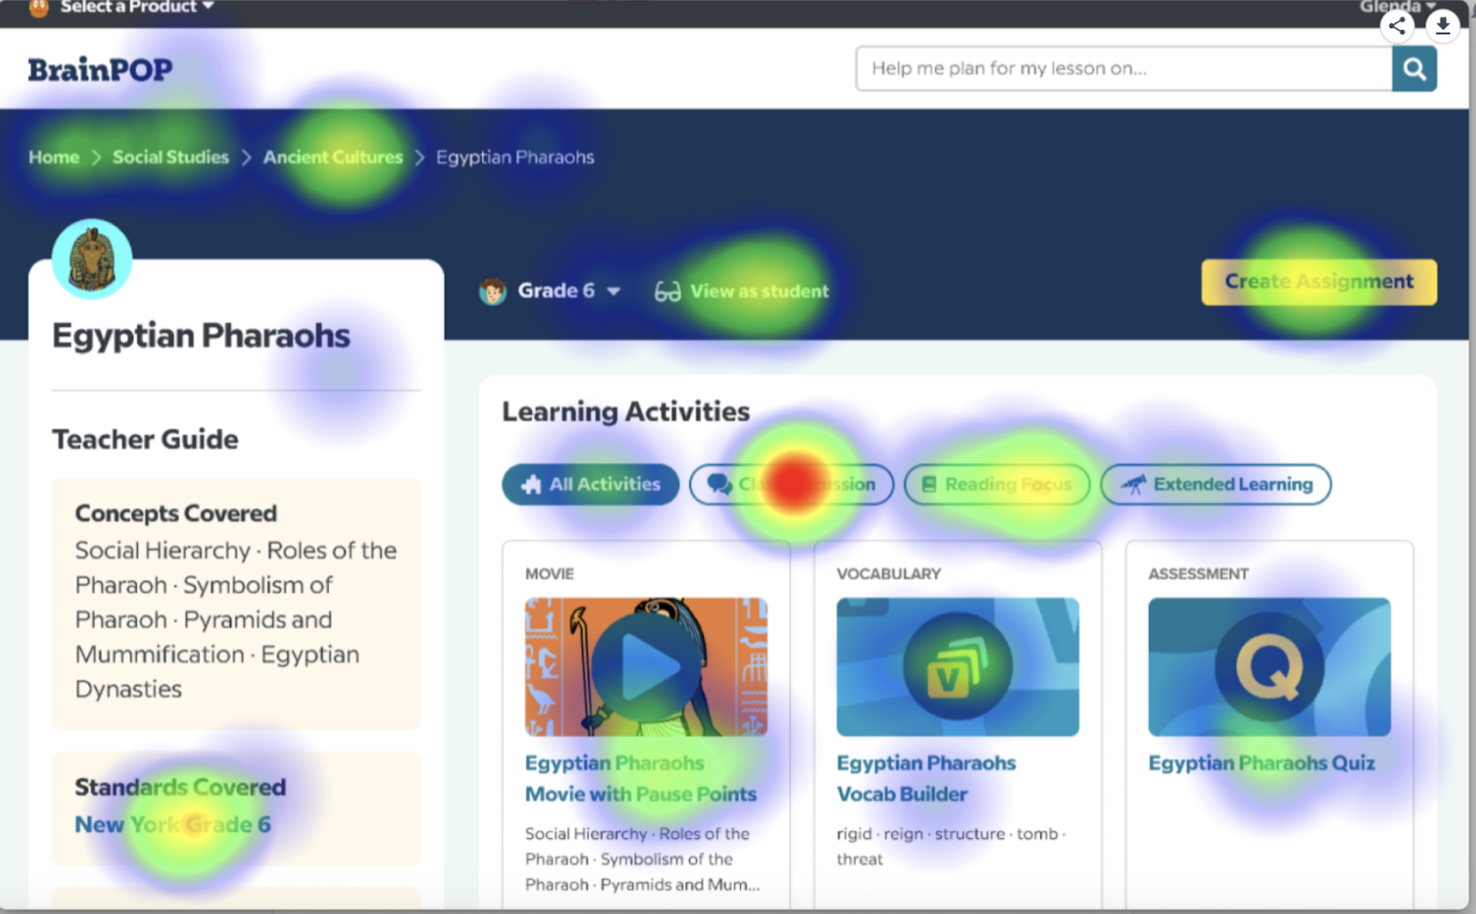 Select a Product
Glenda
BrainPOP
Help me plan for my lesson on...
Home > Social Studies > Ancient Cultures > Egyptian Pharaohs
Grade 6
View as student
Create Assignment
Egyptian Pharaohs
Teacher Guide
Concepts Covered
Social Hierarchy · Roles of the
Pharaoh · Symbolism of
Pharaoh · Pyramids and
Mummification · Egyptian
Dynasties
Standards Covered
New York Grade 6
Learning Activities
All Activities
Reading Focus
Extended Learning
MOVIE
Egyptian Pharaohs
Movie with Pause Points
Social Hierarchy · Roles of the
Pharaoh · Symbolism of the
Pharaoh · Pyramids and Mum...
VOCABULARY
V
Egyptian Pharaohs
Vocab Builder
rigid · reign · structure · tomb ·
threat
ASSESSMENT
Q
Egyptian Pharaohs Quiz